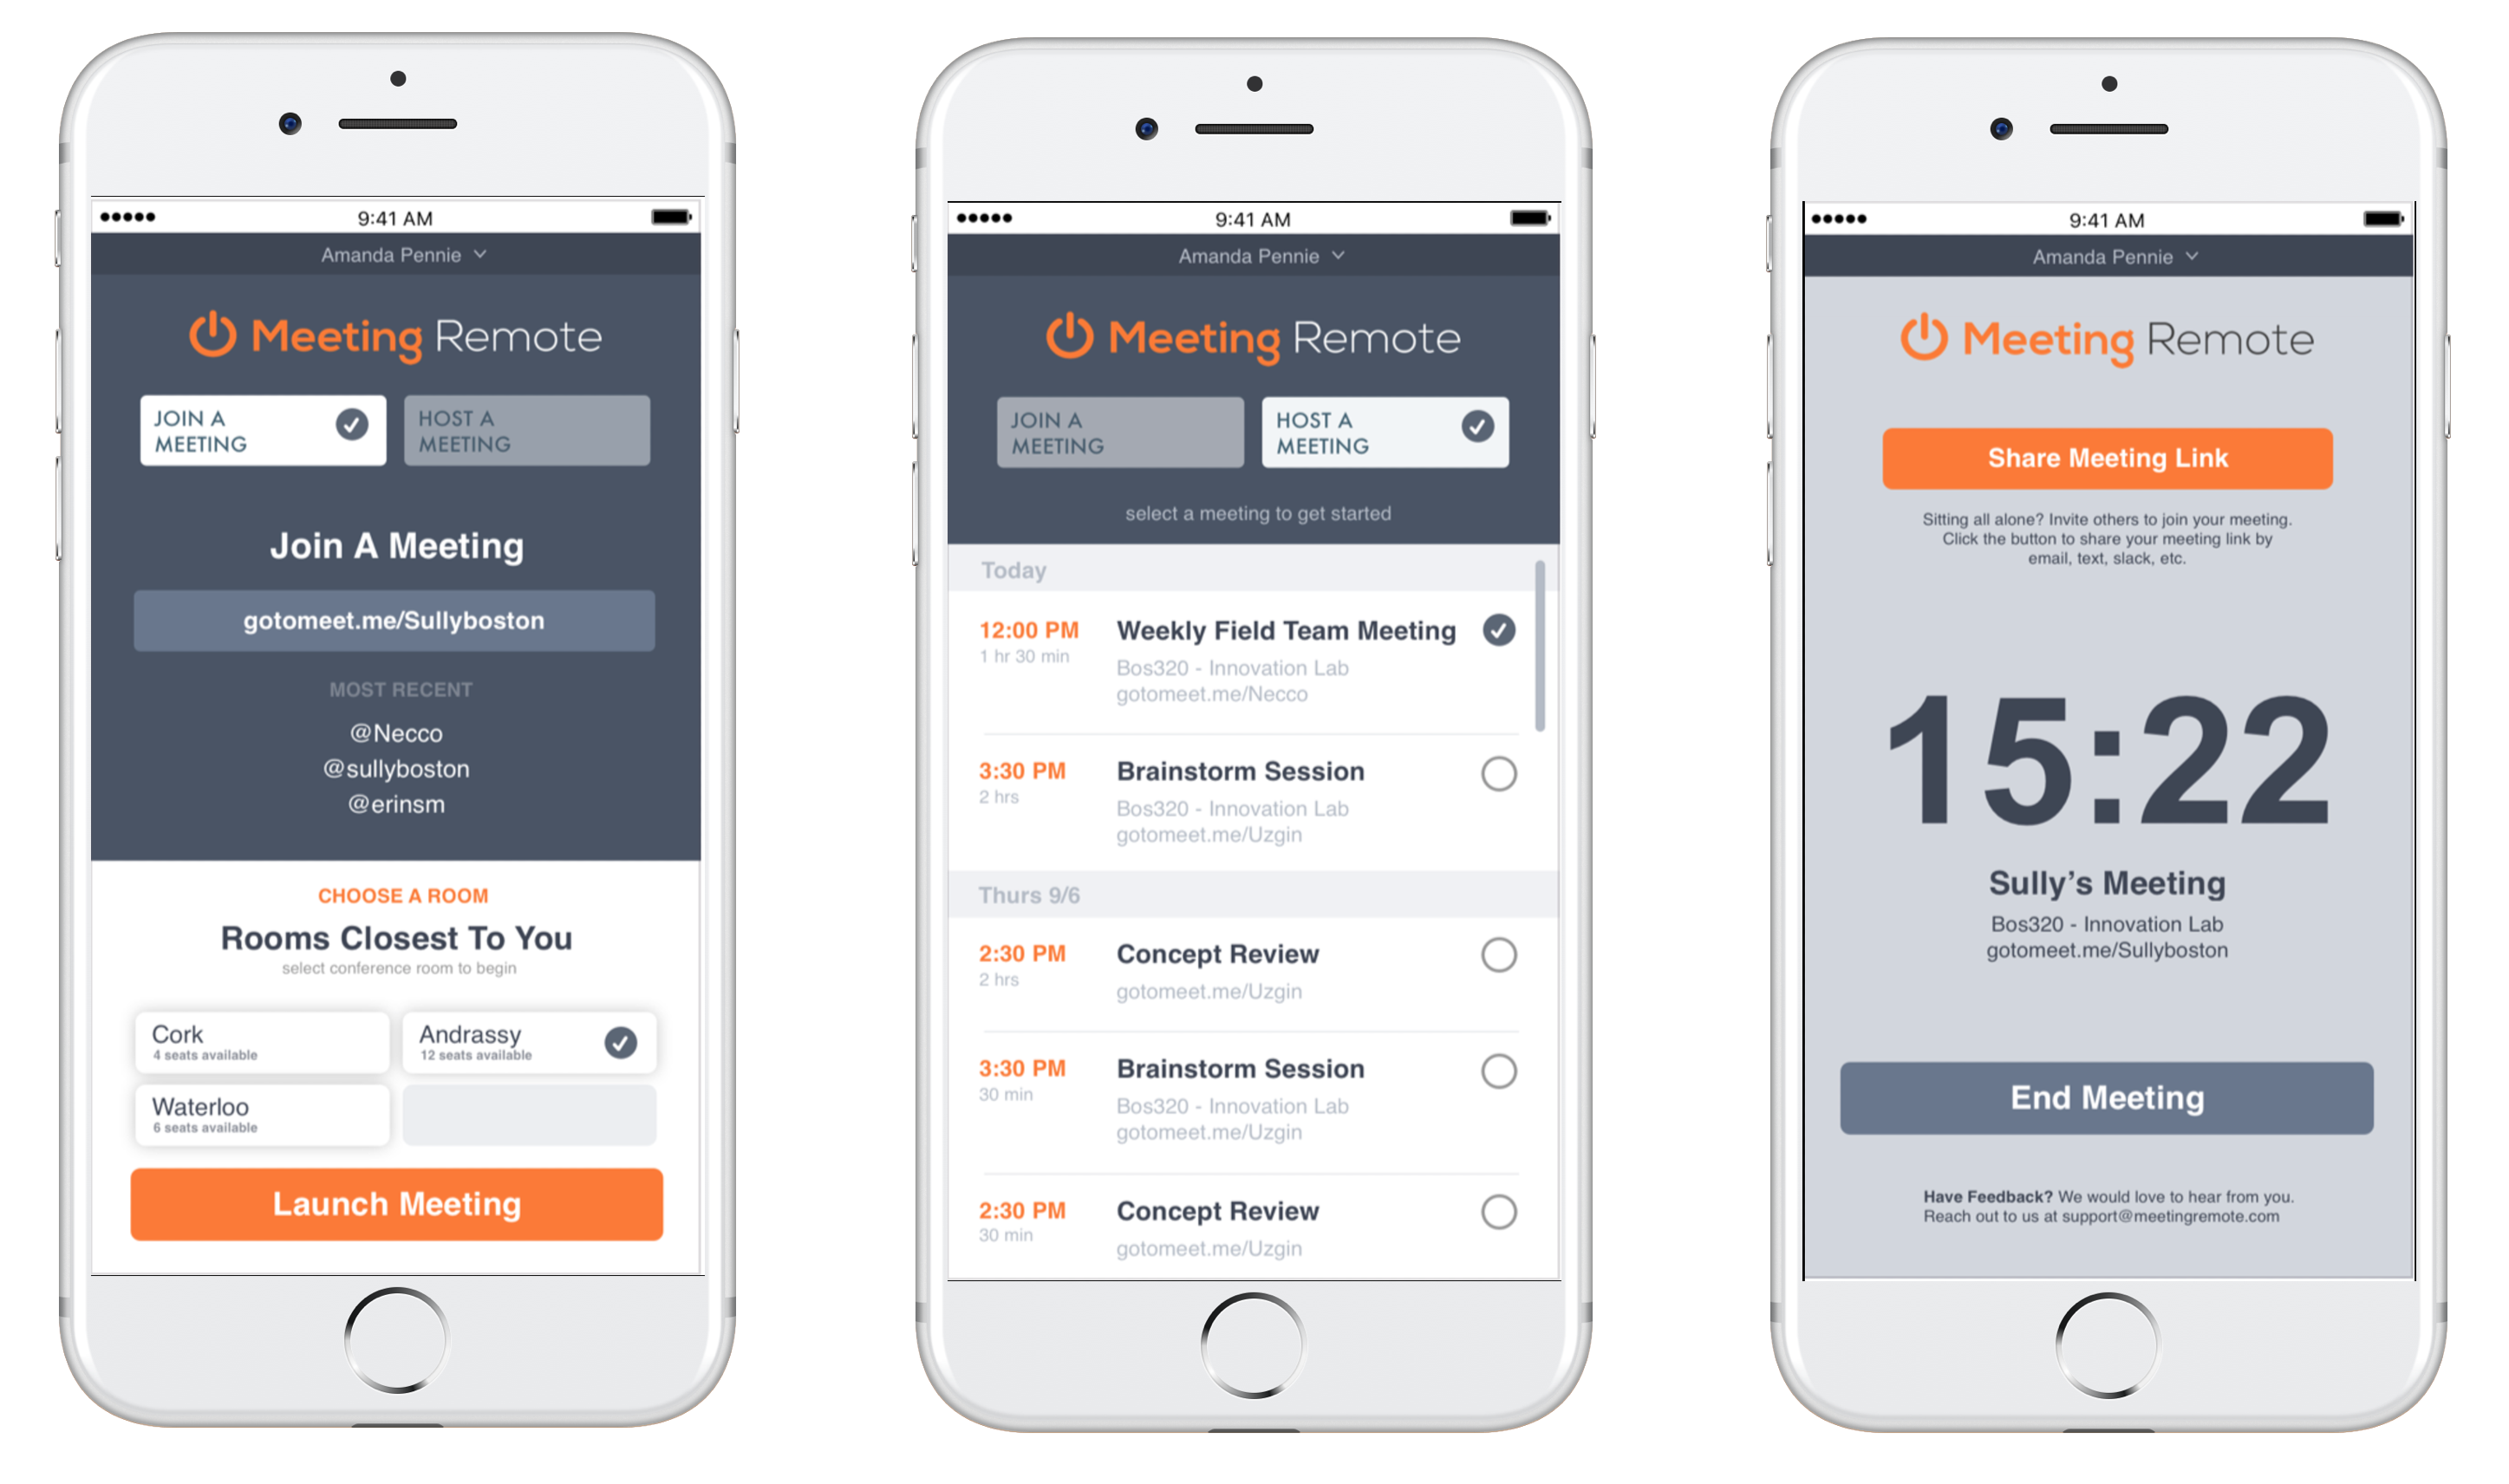 9:41 AM
Amanda Pennie
Meeting Remote
JOIN A
MEETING
HOST A
MEETING
Join A Meeting
gotomeet.me/Sullyboston
MOST RECENT
@Necco
@sullyboston
@erinsm
CHOOSE A ROOM
Rooms Closest To You
select conference room to begin
Cork
4 seats available
Andrassy
12 seats available
Waterloo
6 seats available
Launch Meeting
9:41 AM
Amanda Pennie
Meeting Remote
JOIN A
MEETING
HOST A
MEETING
select a meeting to get started
Today
12:00 PM
1 hr 30 min
Weekly Field Team Meeting
Bos320 - Innovation Lab
gotomeet.me/Necco
3:30 PM
2 hrs
Brainstorm Session
Bos320 - Innovation Lab
gotomeet.me/Uzgin
Thurs 9/6
2:30 PM
2 hrs
Concept Review
gotomeet.me/Uzgin
3:30 PM
30 min
Brainstorm Session
Bos320 - Innovation Lab
gotomeet.me/Uzgin
2:30 PM
30 min
Concept Review
gotomeet.me/Uzgin
9:41 AM
Amanda Pennie
Meeting Remote
Share Meeting Link
Sitting all alone? Invite others to join your meeting.
Click the button to share your meeting link by
email, text, slack, etc.
15:22
Sully’s Meeting
Bos320 - Innovation Lab
gotomeet.me/Sullyboston
End Meeting
Have Feedback? We would love to hear from you.
Reach out to us at support@meetingremote.com